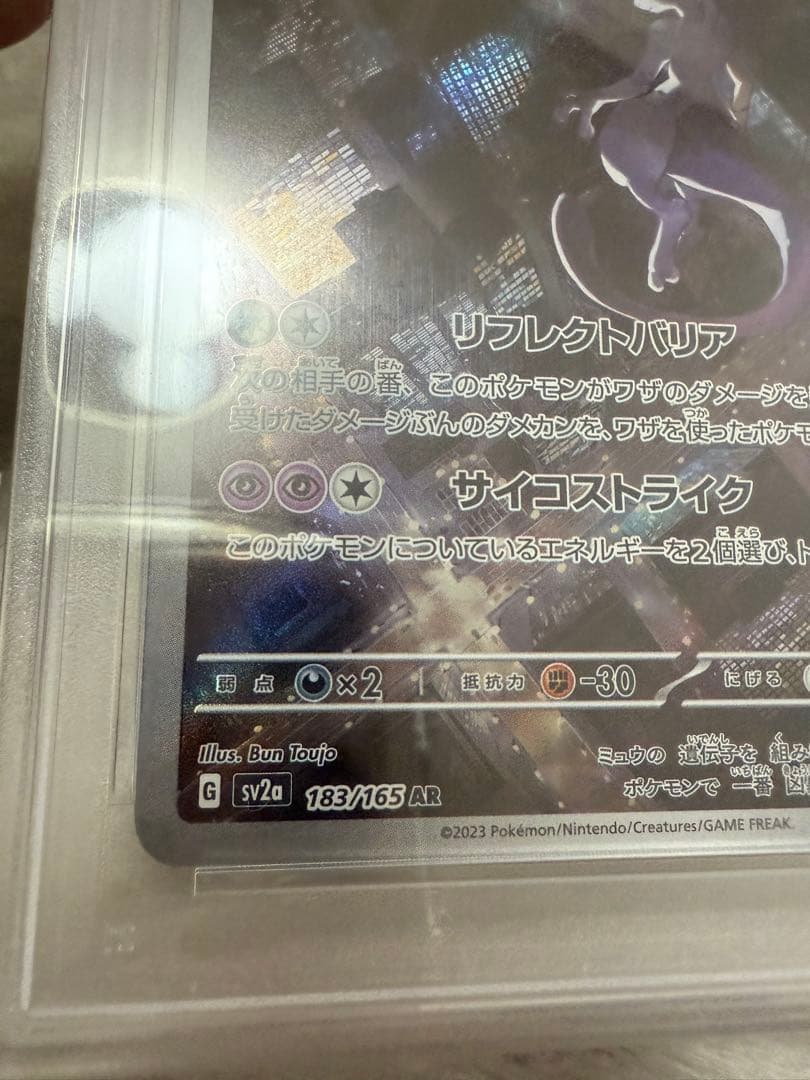 リフレクトバリア
次の相手の番、このポケモンがワザのダメージを
受けたダメージぶんのダメカンを、ワザを使ったポケモ
サイコストライク
このポケモンについているエネルギーを2個選び、ト
弱点 ×2 抵抗力 -30 にげる
Illus. Bun Toujo
ミュウの 遺伝子を 組み
G sv2a 183/165 AR
ポケモンで 一番 凶
©2023 Pokémon/Nintendo/Creatures/GAME FREAK.